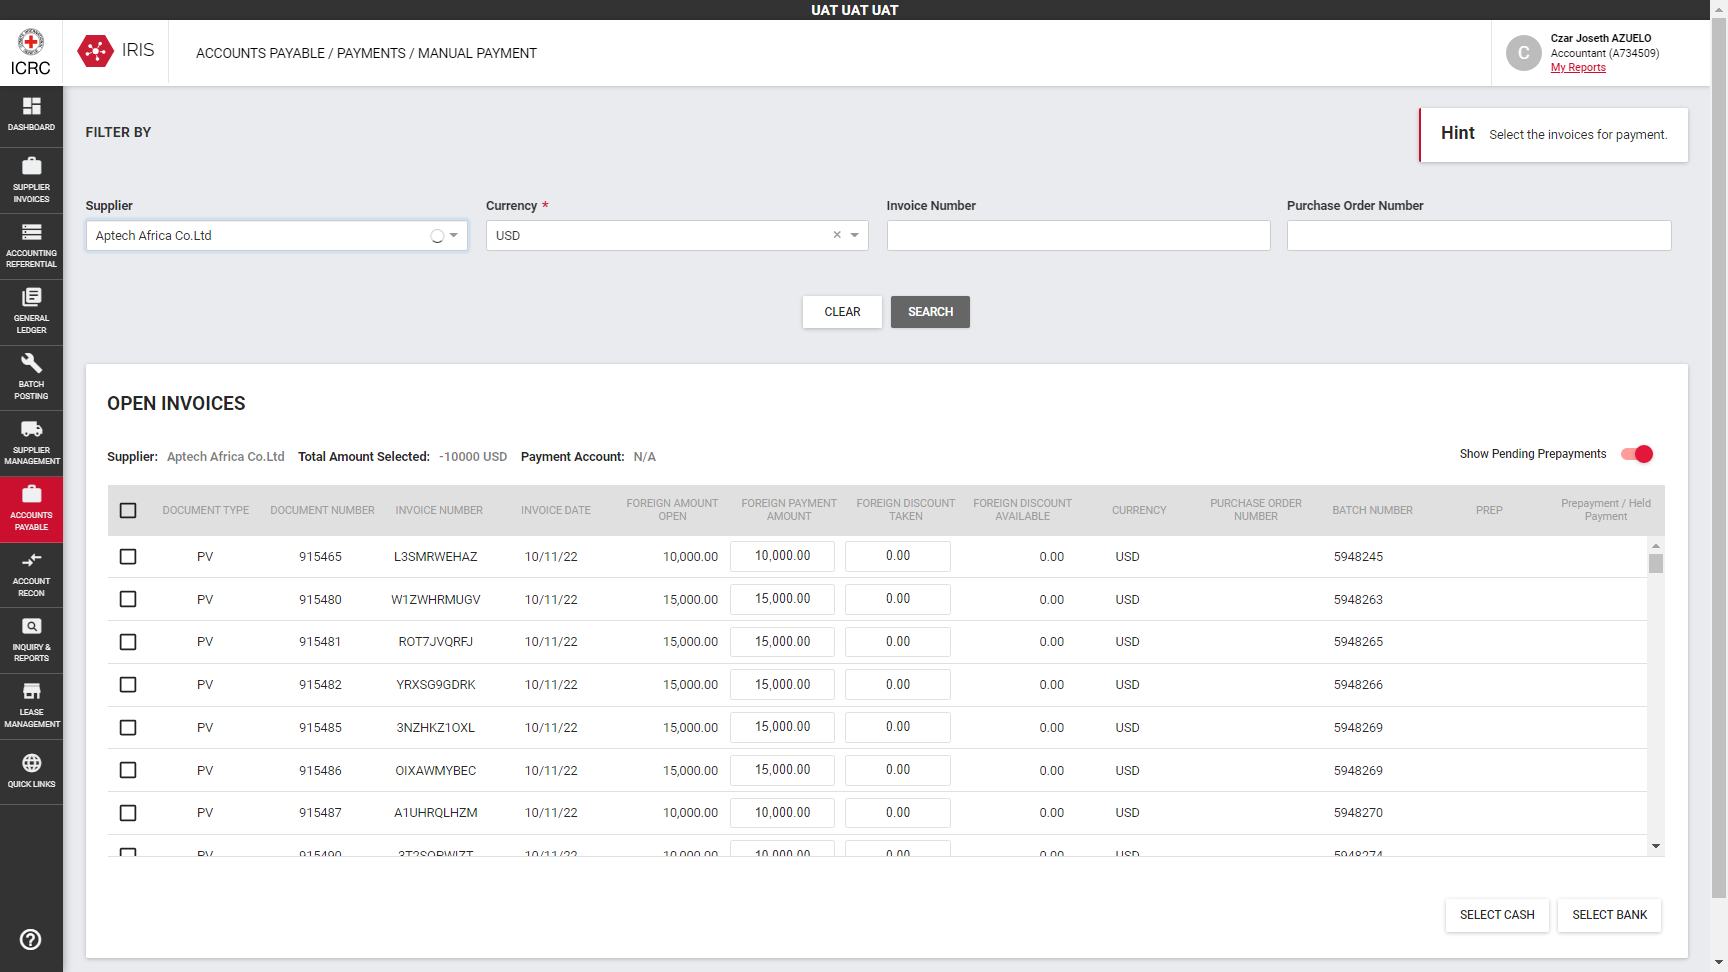 UAT UAT UAT
ICRC
IRIS
ACCOUNTS PAYABLE / PAYMENTS / MANUAL PAYMENT
C
Czar Joseth AZUELO
Accountant (A734509)
My Reports
DASHBOARD
SUPPLIER
INVOICES
ACCOUNTING
REFERENTIAL
GENERAL
LEDGER
BATCH
POSTING
SUPPLIER
MANAGEMENT
ACCOUNTS
PAYABLE
ACCOUNT
RECON
INQUIRY &
REPORTS
LEASE
MANAGEMENT
QUICK LINKS
FILTER BY
Hint Select the invoices for payment.
Supplier Currency * Invoice Number Purchase Order Number
Aptech Africa Co.Ltd USD
CLEAR SEARCH
OPEN INVOICES
Supplier: Aptech Africa Co.Ltd Total Amount Selected: -10000 USD Payment Account: N/A
Show Pending Prepayments
DOCUMENT TYPE DOCUMENT NUMBER INVOICE NUMBER INVOICE DATE FOREIGN AMOUNT OPEN FOREIGN PAYMENT AMOUNT FOREIGN DISCOUNT TAKEN FOREIGN DISCOUNT AVAILABLE CURRENCY PURCHASE ORDER NUMBER BATCH NUMBER PREP Prepayment / Held Payment
PV 915465 L3SMRWEHAZ 10/11/22 10,000.00 10,000.00 0.00 0.00 USD 5948245
PV 915480 W1ZWHRMUGV 10/11/22 15,000.00 15,000.00 0.00 0.00 USD 5948263
PV 915481 ROT7JVQRFJ 10/11/22 15,000.00 15,000.00 0.00 0.00 USD 5948265
PV 915482 YRXSG9GDRK 10/11/22 15,000.00 15,000.00 0.00 0.00 USD 5948266
PV 915485 3NZHKZ1OXL 10/11/22 15,000.00 15,000.00 0.00 0.00 USD 5948269
PV 915486 OIXAWMYBEC 10/11/22 15,000.00 15,000.00 0.00 0.00 USD 5948269
PV 915487 A1UHRQLHZM 10/11/22 10,000.00 10,000.00 0.00 0.00 USD 5948270
PV 915490 10/11/22 10,000.00 10,000.00 0.00 0.00 USD 5948274
SELECT CASH SELECT BANK